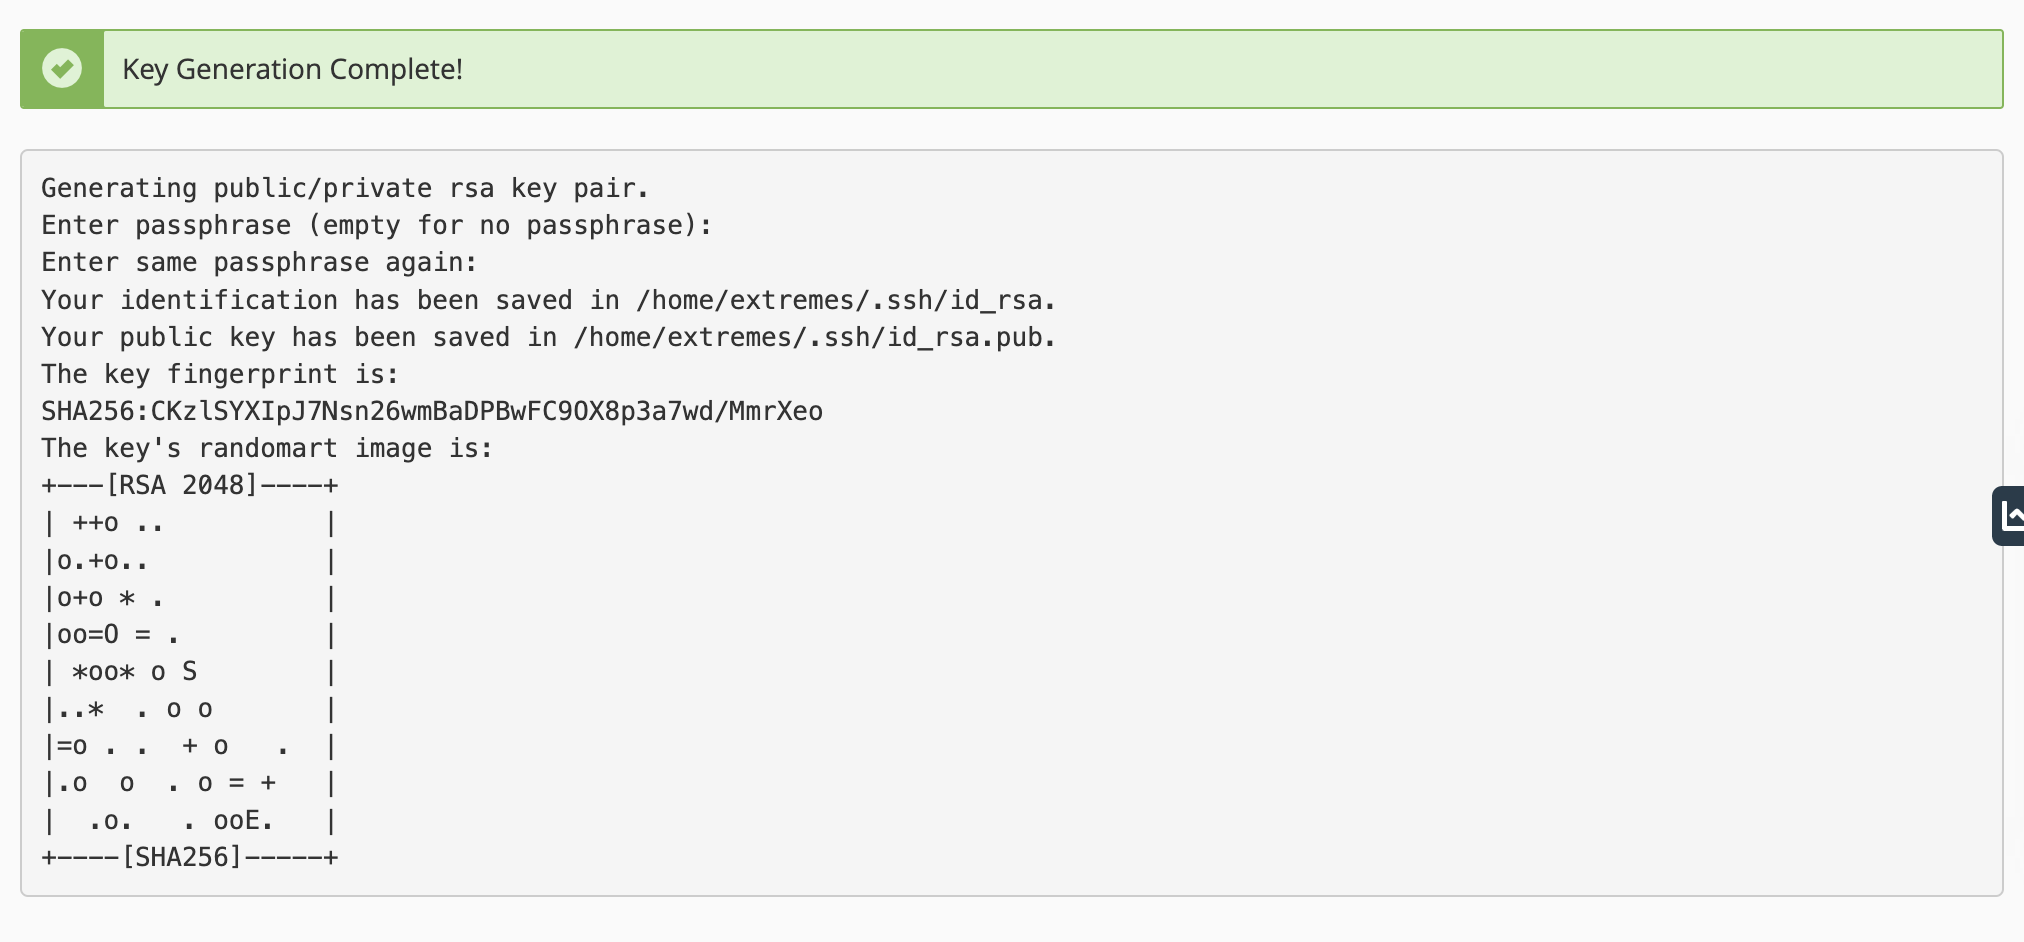 Key Generation Complete!
Generating public/private rsa key pair.
Enter passphrase (empty for no passphrase):
Enter same passphrase again:
Your identification has been saved in /home/extremes/.ssh/id_rsa.
Your public key has been saved in /home/extremes/.ssh/id_rsa.pub.
The key fingerprint is:
SHA256:CKzlSYXIpJ7Nsn26wmBaDPBwFC9OX8p3a7wd/MmrXeo
The key's randomart image is:
+---[RSA 2048]----+
| ++o ..          |
|o.+o..           |
|o+o * .          |
|oo=O = .         |
| *oo* o S        |
|..*  . o o       |
|=o . .  + o   .  |
|.o  o  . o = +   |
|  .o.   . ooE.   |
+----[SHA256]-----+